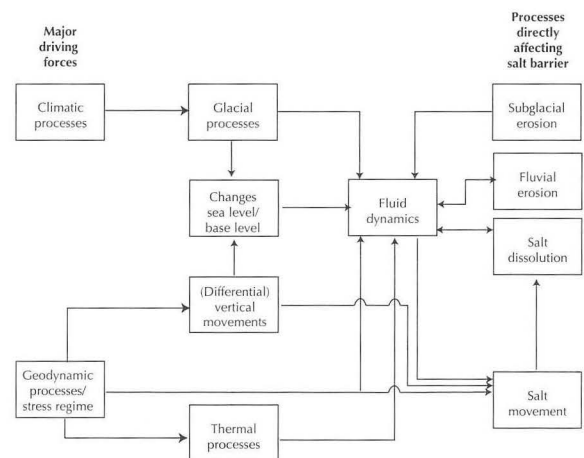 Major
driving
forces
Processes
directly
affecting
salt barrier
Climatic
processes
Glacial
processes
Subglacial
erosion
Changes
sea level/
base level
Fluid
dynamics
Fluvial
erosion
Salt
dissolution
(Differential)
vertical
movements
Geodynamic
processes/
stress regime
Thermal
processes
Salt
movement